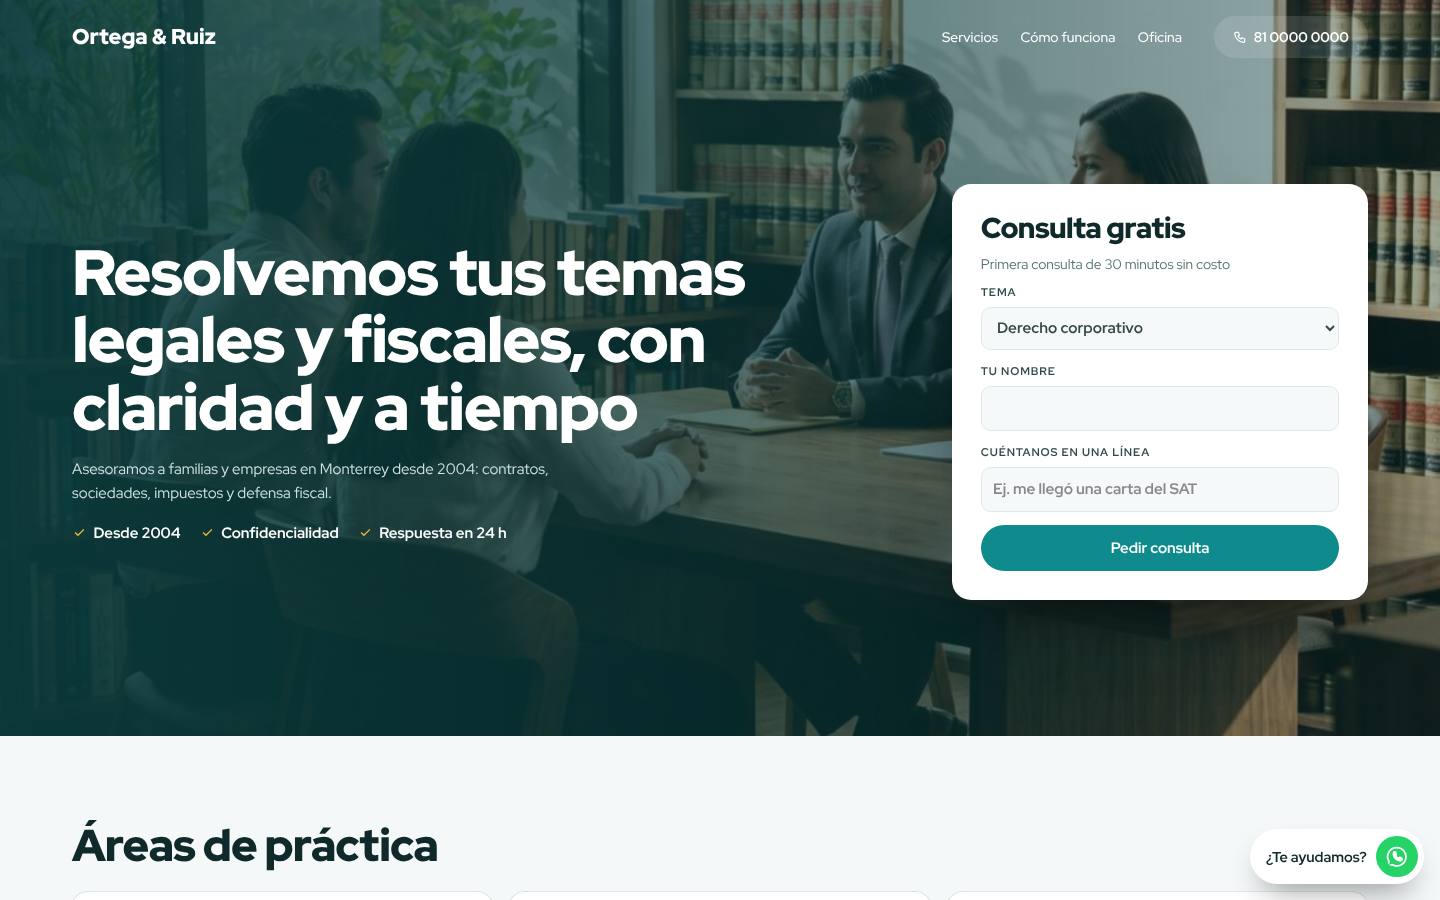 Ortega & Ruiz
Servicios
Cómo funciona
Oficina
81 0000 0000
Resolvemos tus temas
legales y fiscales, con
claridad y a tiempo
Asesoramos a familias y empresas en Monterrey desde 2004: contratos,
sociedades, impuestos y defensa fiscal.
Desde 2004
Confidencialidad
Respuesta en 24 h
Consulta gratis
Primera consulta de 30 minutos sin costo
TEMA
Derecho corporativo
TU NOMBRE
CUÉNTANOS EN UNA LÍNEA
Ej. me llegó una carta del SAT
Pedir consulta
Áreas de práctica
¿Te ayudamos?